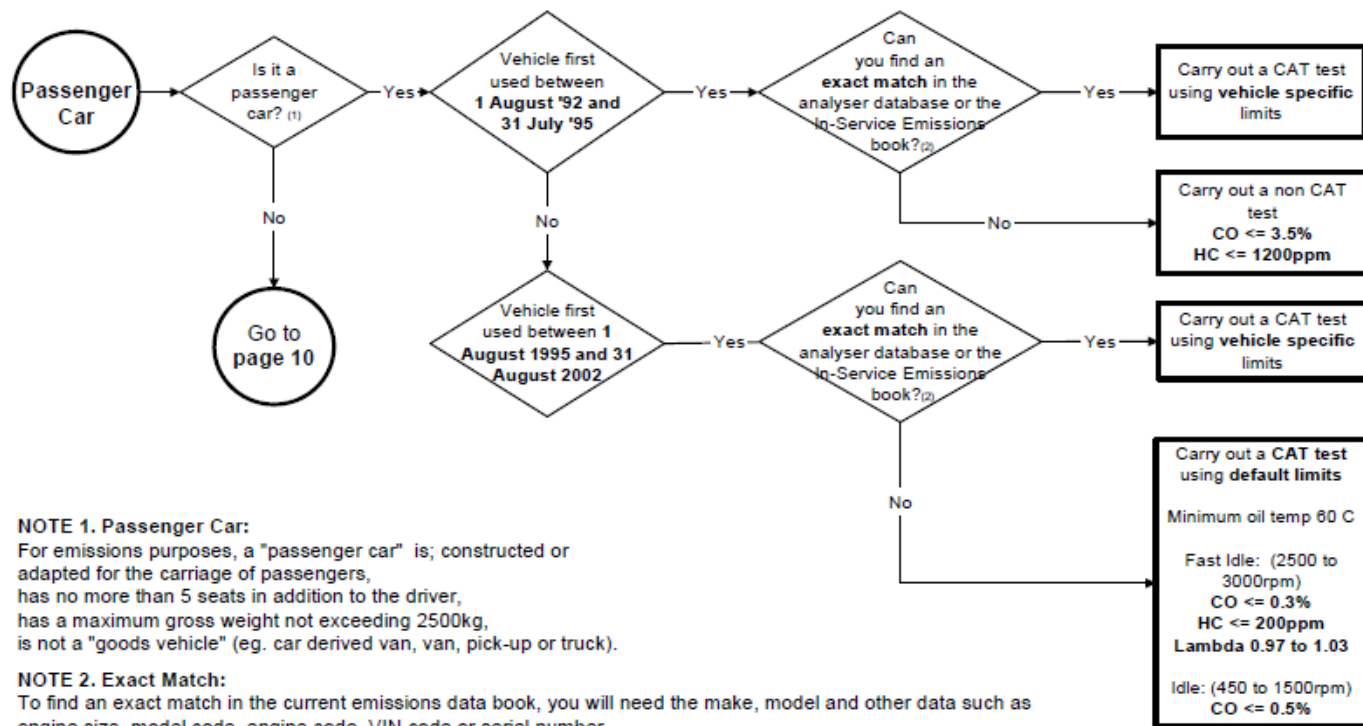 Passenger
Car
Is it a
passenger
car? (1)
Yes
Vehicle first
used between
1 August '92 and
31 July '95
Yes
Can
you find an
exact match in the
analyser database or the
In-Service Emissions
book?(2)
Yes
Carry out a CAT test
using vehicle specific
limits
No
Go to
page 10
No
No
Carry out a non CAT
test
CO <= 3.5%
HC <= 1200ppm
Vehicle first
used between 1
August 1995 and 31
August 2002
Yes
Can
you find an
exact match in the
analyser database or the
In-Service Emissions
book?(2)
Yes
Carry out a CAT test
using vehicle specific
limits
No
Carry out a CAT test
using default limits
Minimum oil temp 60 C
Fast Idle: (2500 to
3000rpm)
CO <= 0.3%
HC <= 200ppm
Lambda 0.97 to 1.03
Idle: (450 to 1500rpm)
CO <= 0.5%
NOTE 1. Passenger Car:
For emissions purposes, a "passenger car" is; constructed or
adapted for the carriage of passengers,
has no more than 5 seats in addition to the driver,
has a maximum gross weight not exceeding 2500kg,
is not a "goods vehicle" (eg. car derived van, van, pick-up or truck).
NOTE 2. Exact Match:
To find an exact match in the current emissions data book, you will need the make, model and other data such as
engine size, model code, engine code, VIN code or serial number